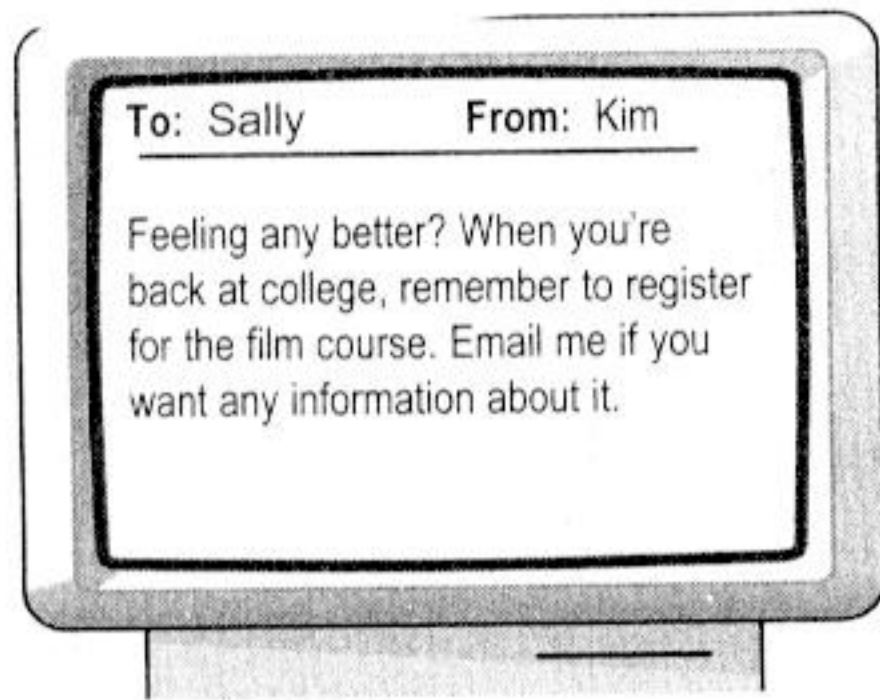 To: Sally From: Kim
Feeling any better? When you're
back at college, remember to register
for the film course. Email me if you
want any information about it.